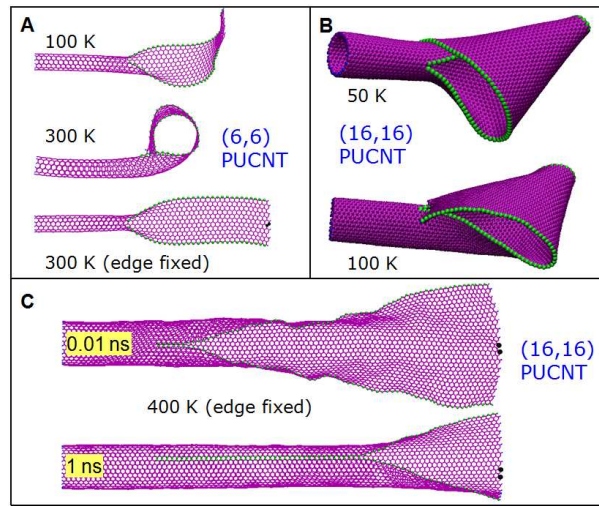 A
100 K
300 K
(6,6)
PUCNT
300 K (edge fixed)
B
50 K
(16,16)
PUCNT
100 K
C
0.01 ns
(16,16)
PUCNT
400 K (edge fixed)
1 ns